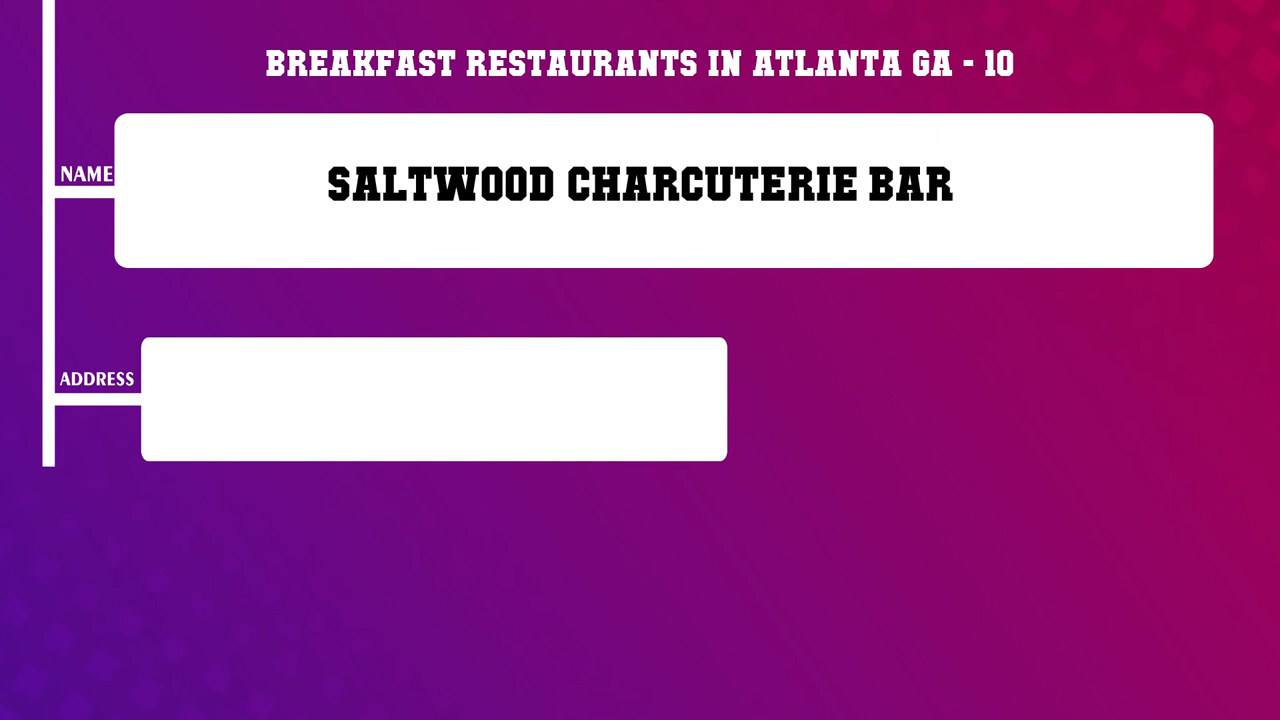 BREAKFAST RESTAURANTS IN ATLANTA GA - 10
NAME
SALTWOOD CHARCUTERIE BAR
ADDRESS